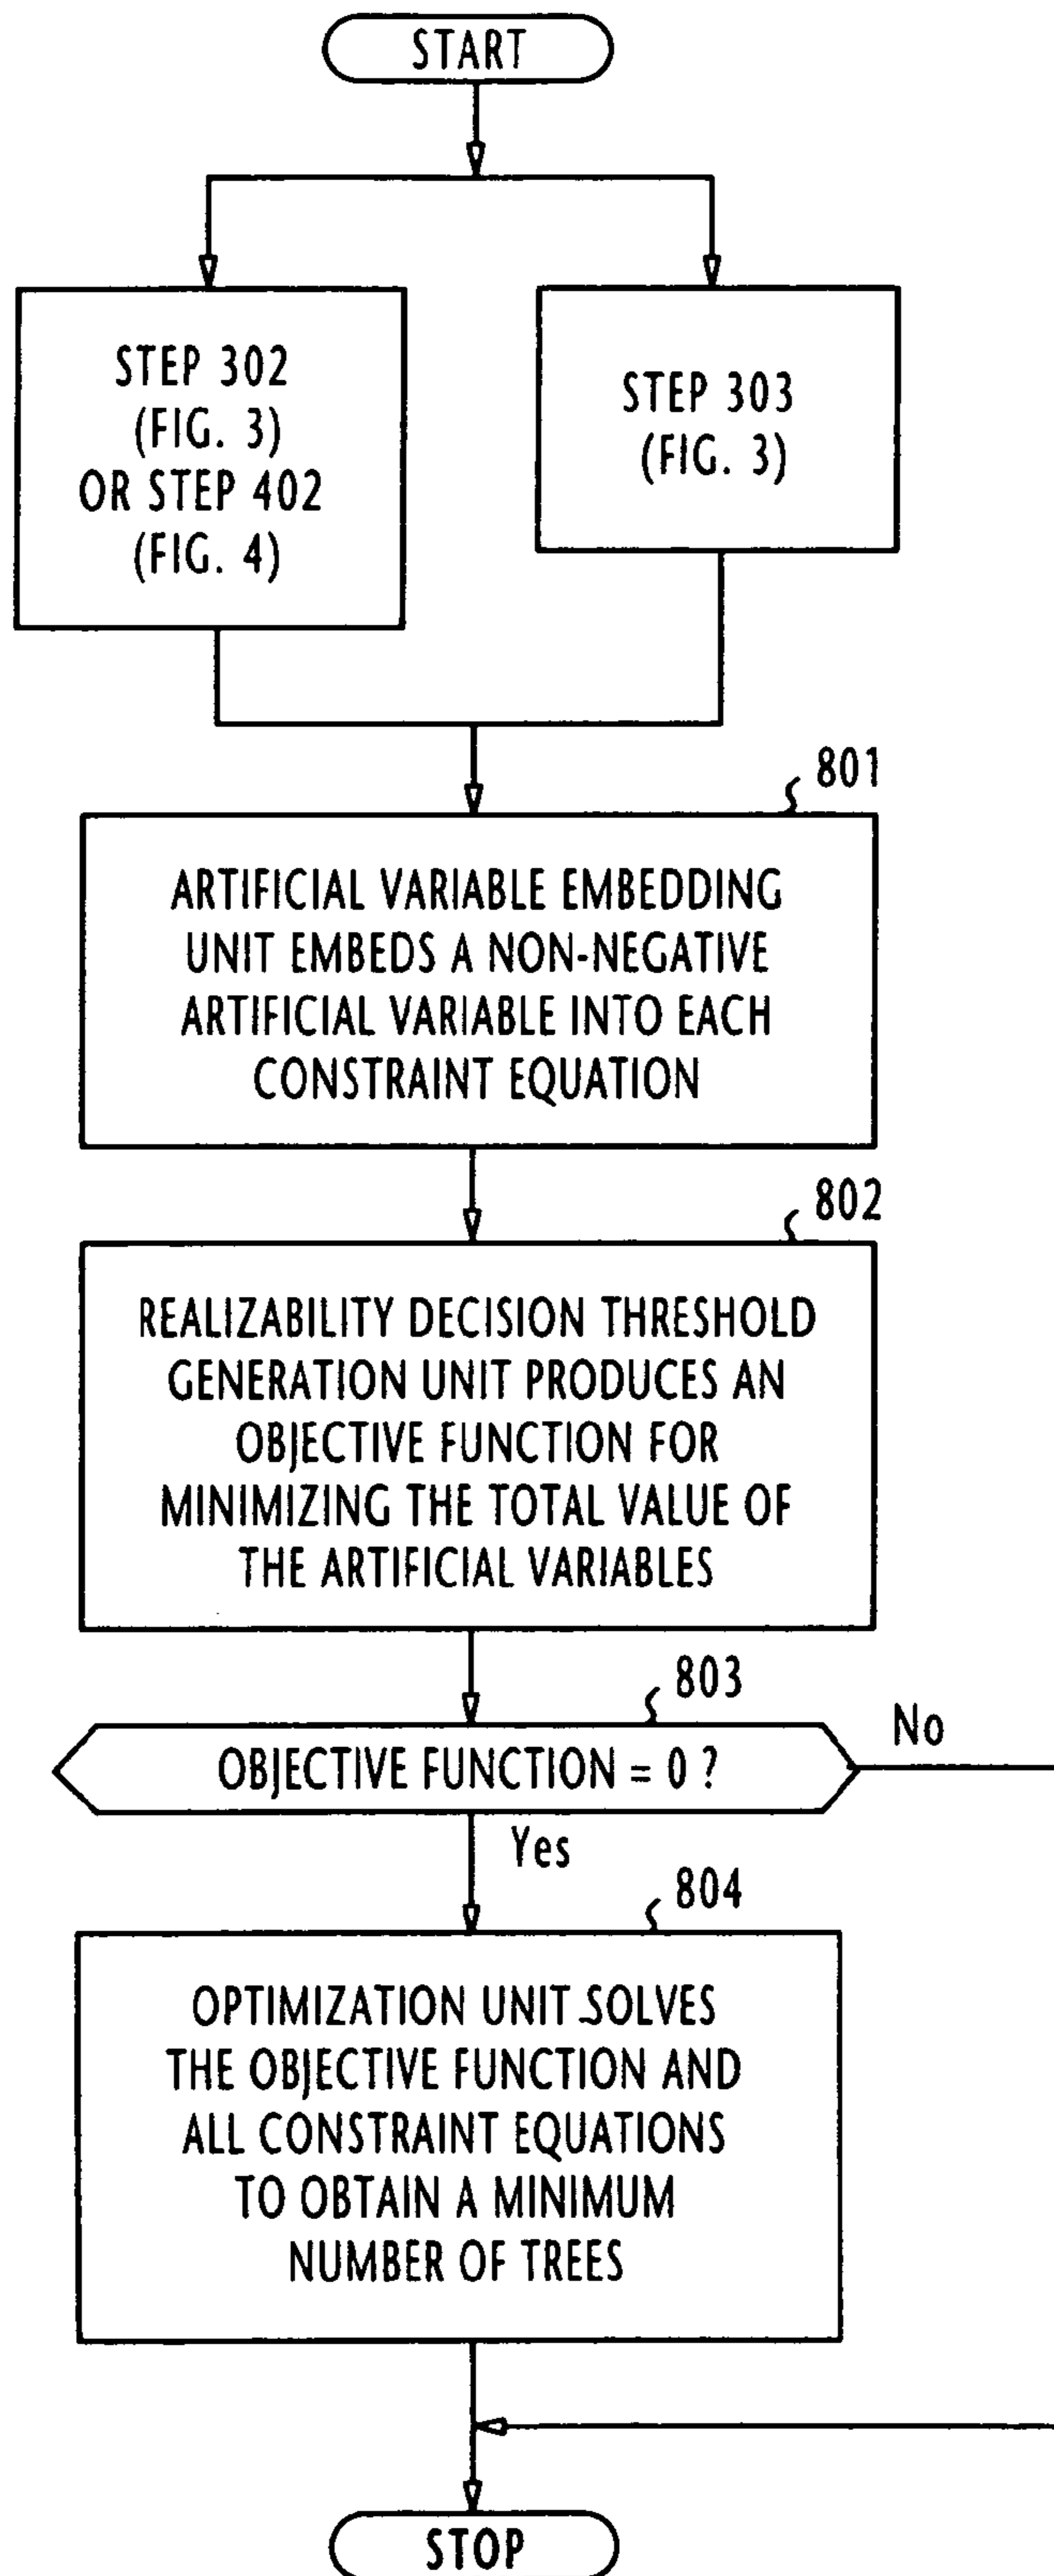 START
STEP 302
(FIG. 3)
OR STEP 402
(FIG. 4)
STEP 303
(FIG. 3)
801
ARTIFICIAL VARIABLE EMBEDDING
UNIT EMBEDS A NON-NEGATIVE
ARTIFICIAL VARIABLE INTO EACH
CONSTRAINT EQUATION
802
REALIZABILITY DECISION THRESHOLD
GENERATION UNIT PRODUCES AN
OBJECTIVE FUNCTION FOR
MINIMIZING THE TOTAL VALUE OF
THE ARTIFICIAL VARIABLES
803
OBJECTIVE FUNCTION = 0 ?
No
Yes
804
OPTIMIZATION UNIT SOLVES
THE OBJECTIVE FUNCTION AND
ALL CONSTRAINT EQUATIONS
TO OBTAIN A MINIMUM
NUMBER OF TREES
STOP